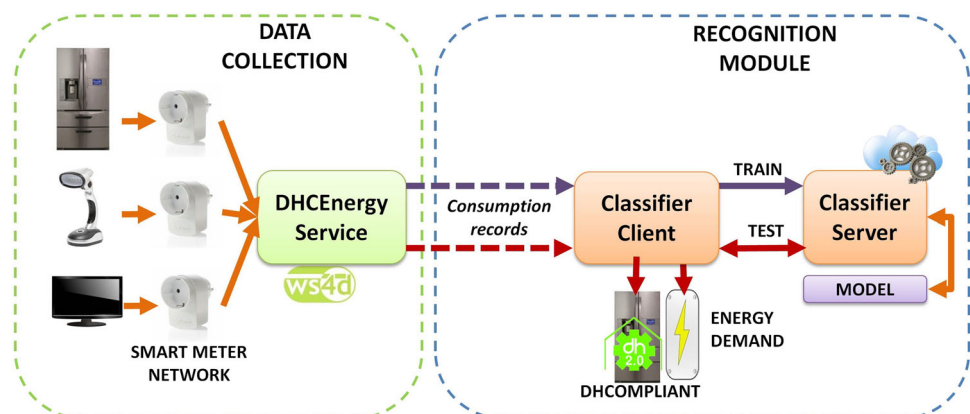 DATA
COLLECTION
RECOGNITION
MODULE
DHCEnergy
Service
ws4d
SMART METER
NETWORK
Consumption
records
Classifier
Client
TRAIN
TEST
Classifier
Server
MODEL
dh
2.0
DHCOMPLIANT
ENERGY
DEMAND